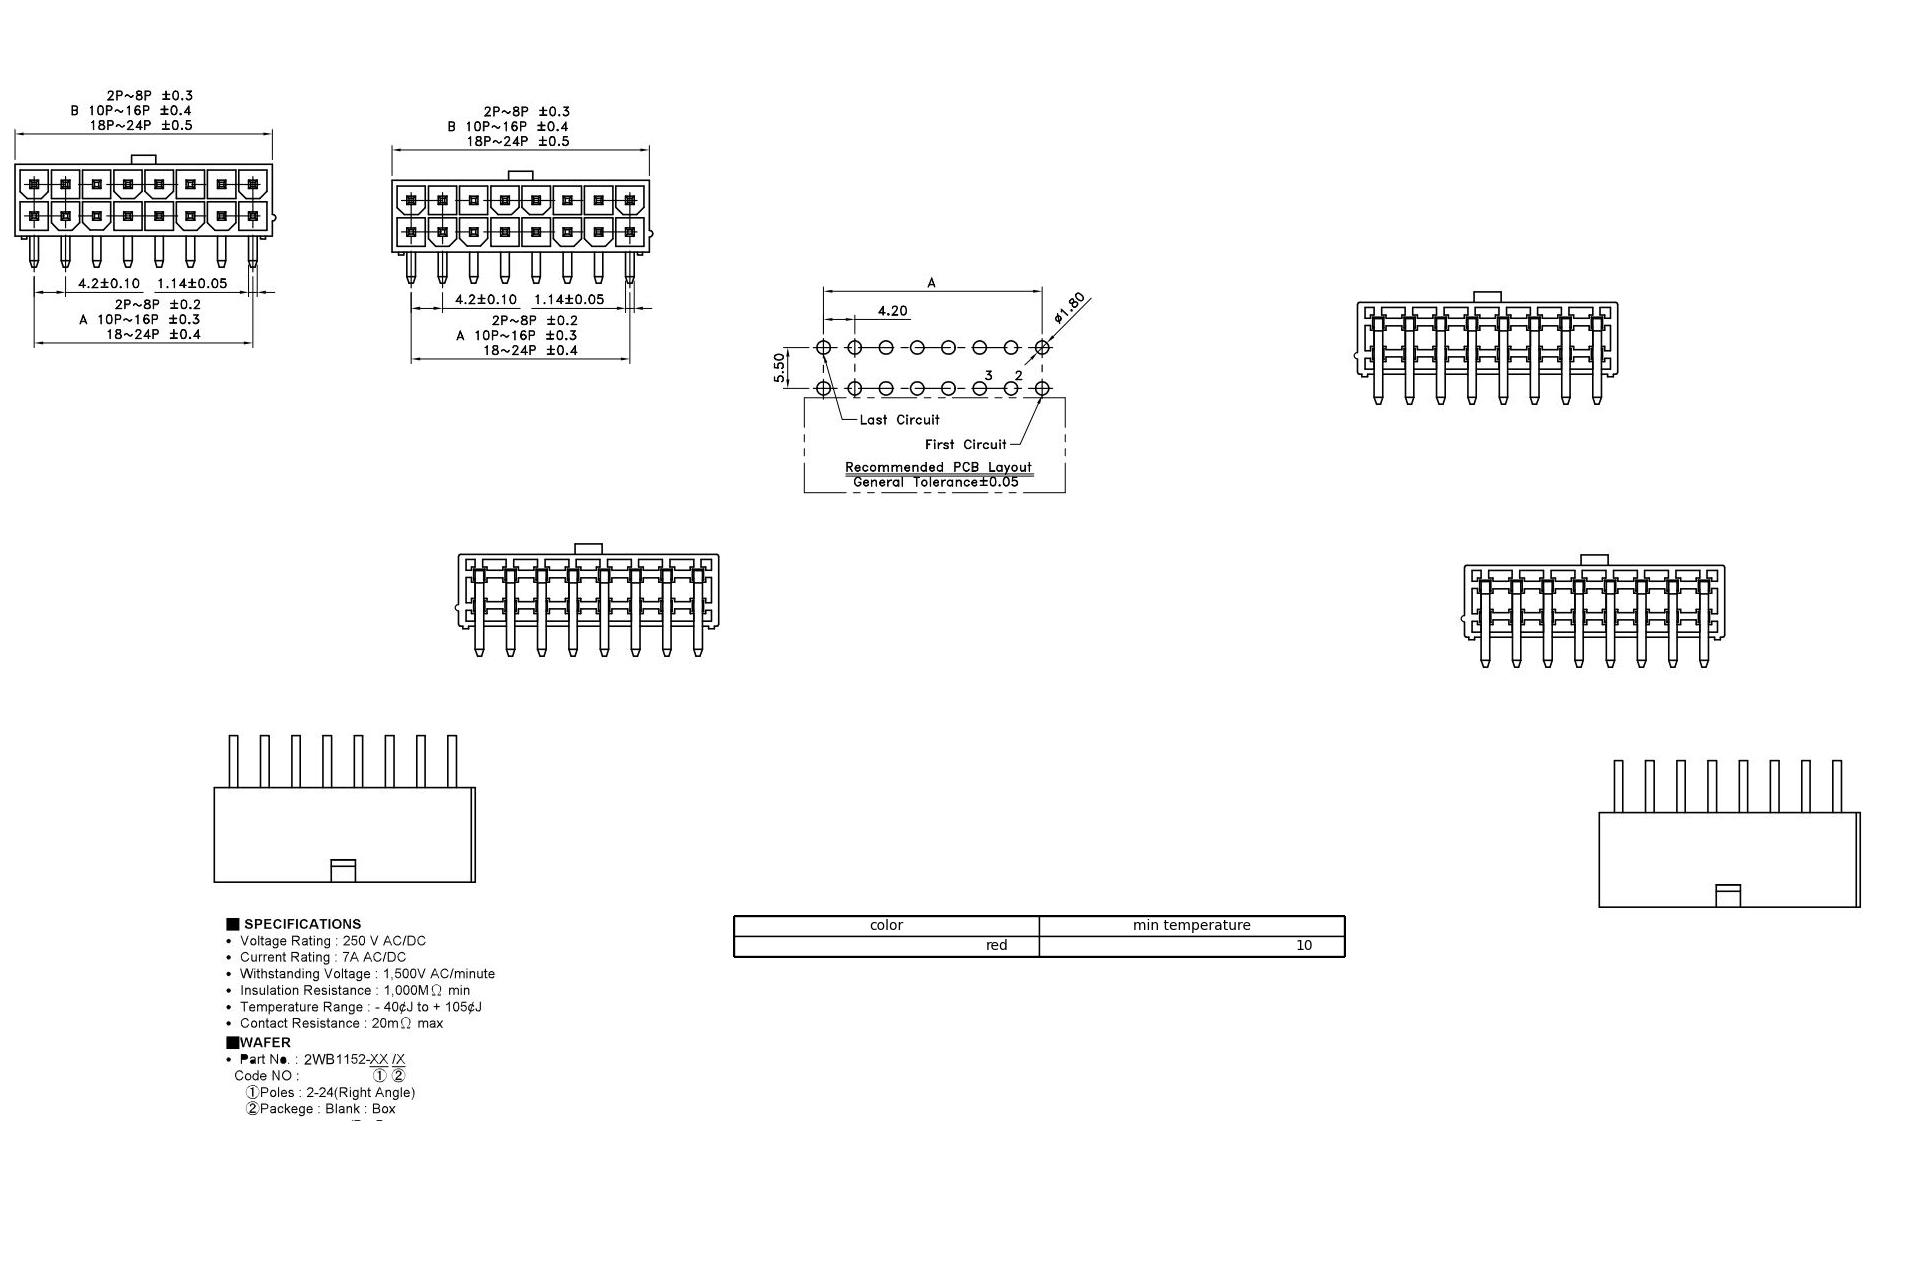 2P~8P ±0.3
B 10P~16P ±0.4
18P~24P ±0.5
4.2±0.10 1.14±0.05
2P~8P ±0.2
A 10P~16P ±0.3
18~24P ±0.4
2P~8P ±0.3
B 10P~16P ±0.4
18P~24P ±0.5
4.2±0.10 1.14±0.05
2P~8P ±0.2
A 10P~16P ±0.3
18~24P ±0.4
A
4.20
ø1.80
5.50
3 2
Last Circuit
First Circuit
Recommended PCB Layout
General Tolerance±0.05
■ SPECIFICATIONS
• Voltage Rating : 250 V AC/DC
• Current Rating : 7A AC/DC
• Withstanding Voltage : 1,500V AC/minute
• Insulation Resistance : 1,000MΩ min
• Temperature Range : - 40¢J to + 105¢J
• Contact Resistance : 20mΩ max
■WAFER
• Part No. : 2WB1152-XX /X
Code NO : ① ②
①Poles : 2-24(Right Angle)
②Packege : Blank : Box
color min temperature
red 10